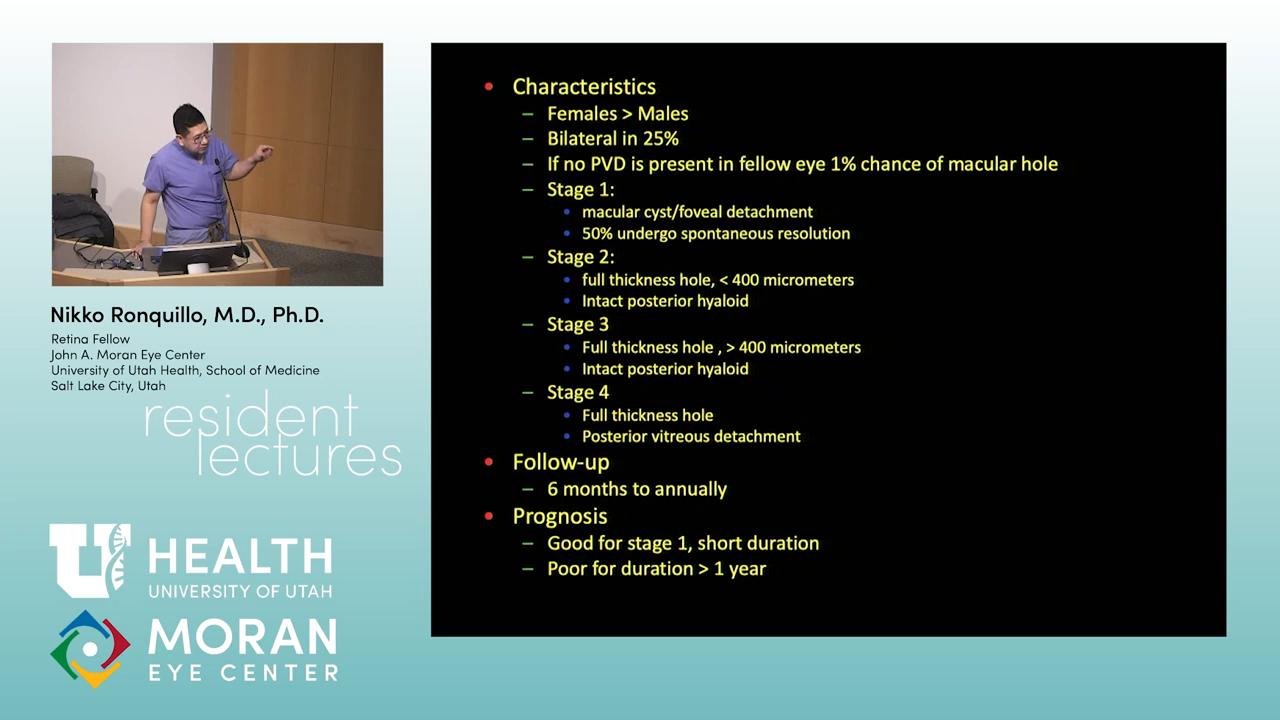 • Characteristics
– Females > Males
– Bilateral in 25%
– If no PVD is present in fellow eye 1% chance of macular hole
– Stage 1:
• macular cyst/foveal detachment
• 50% undergo spontaneous resolution
– Stage 2:
• full thickness hole, < 400 micrometers
• Intact posterior hyaloid
– Stage 3
• Full thickness hole , > 400 micrometers
• Intact posterior hyaloid
– Stage 4
• Full thickness hole
• Posterior vitreous detachment
• Follow-up
– 6 months to annually
• Prognosis
– Good for stage 1, short duration
– Poor for duration > 1 year
Nikko Ronquillo, M.D., Ph.D.
Retina Fellow
John A. Moran Eye Center
University of Utah Health, School of Medicine
Salt Lake City, Utah
resident
lectures
U HEALTH
UNIVERSITY OF UTAH
MORAN
EYE CENTER